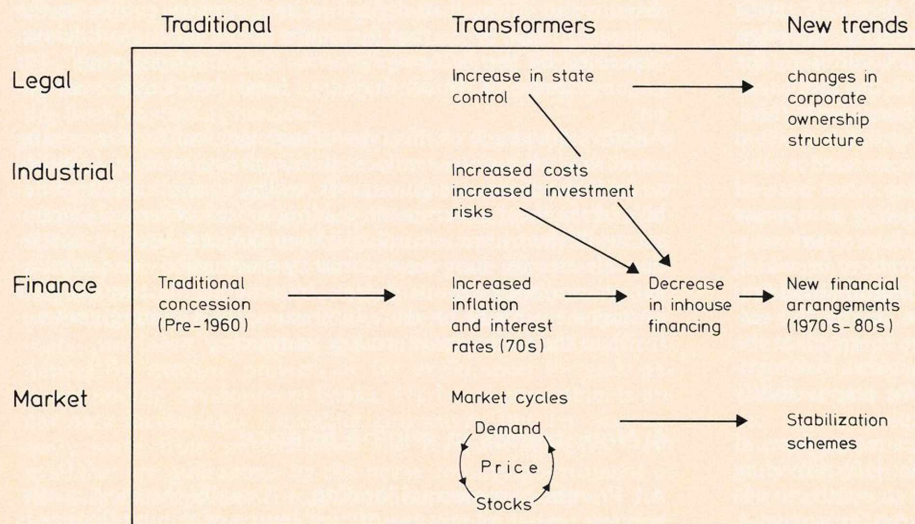 Traditional
Transformers
New trends
Legal
Increase in state
control
changes in
corporate
ownership
structure
Industrial
Increased costs
increased investment
risks
Finance
Traditional
concession
(Pre-1960)
Increased
inflation
and interest
rates (70s)
Decrease
in inhouse
financing
New financial
arrangements
(1970s-80s)
Market
Market cycles
Demand
Price
Stocks
Stabilization
schemes